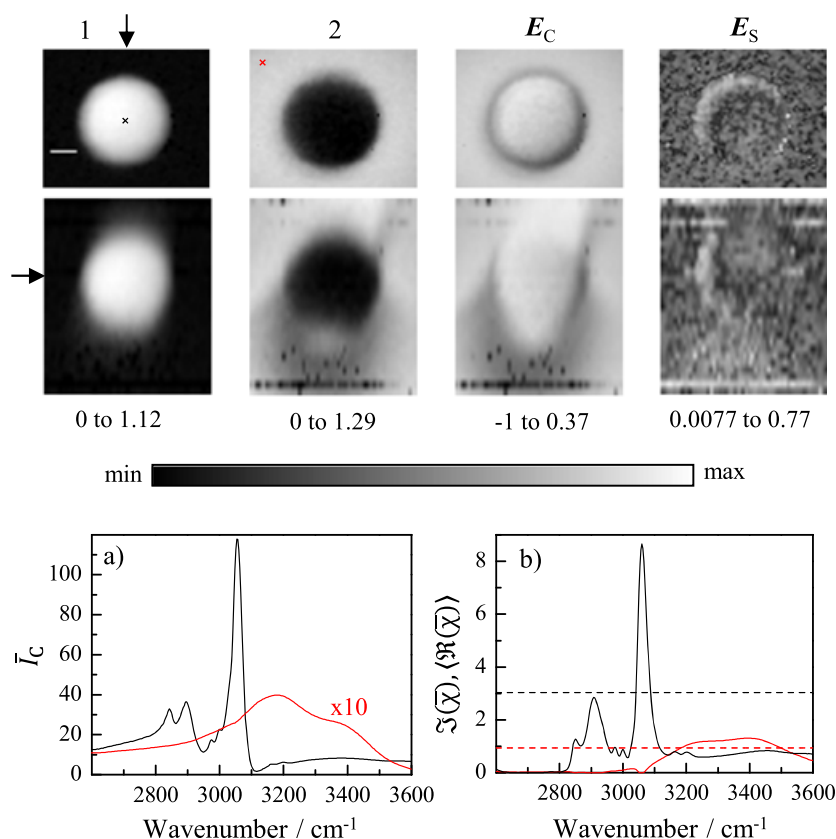 1 2 E_C E_S
0 to 1.12 0 to 1.29 -1 to 0.37 0.0077 to 0.77
min max
a)
x10
100
80
60
40
20
0
2800 3000 3200 3400 3600
Wavenumber / cm⁻¹
Ī_C
b)
8
6
4
2
0
2800 3000 3200 3400 3600
Wavenumber / cm⁻¹
ℑ(χ̄),⟨ℜ(χ̄)⟩